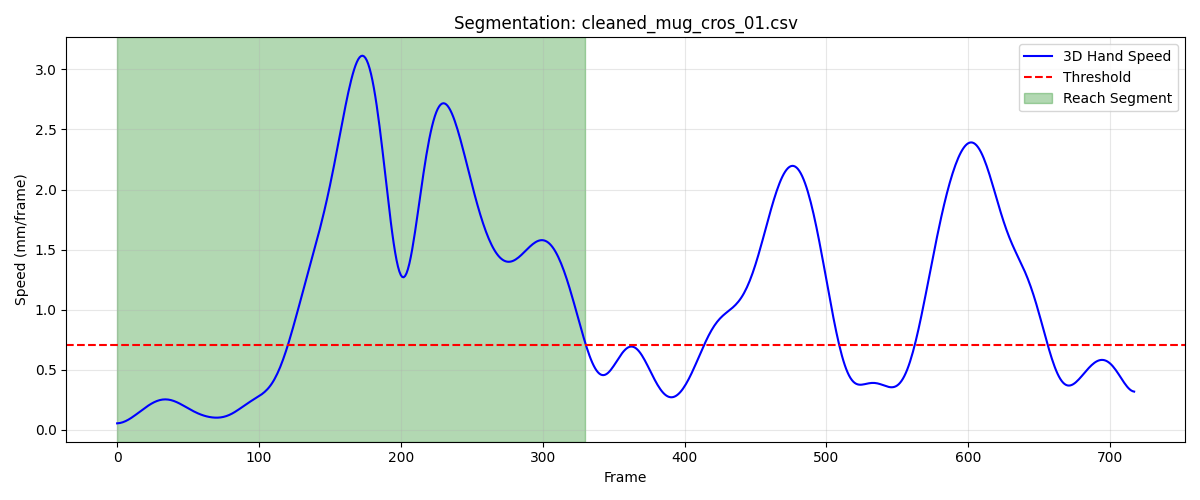 Segmentation: cleaned_mug_cros_01.csv
3D Hand Speed
Threshold
Reach Segment
Speed (mm/frame)
3.0
2.5
2.0
1.5
1.0
0.5
0.0
0 100 200 300 400 500 600 700
Frame